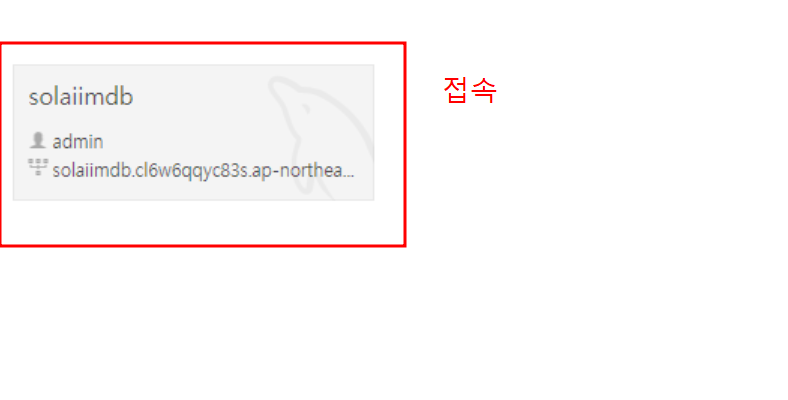 solaiimdb
접속
admin
solaiimdb.cl6w6qqyc83s.ap-northea...